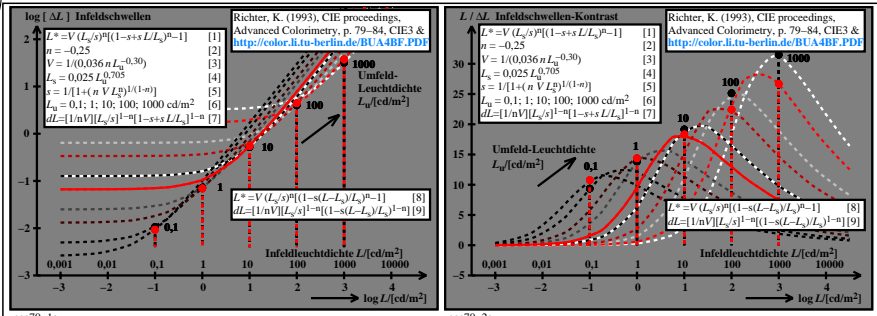 log [ ΔL ] Infeldschwellen
L* =V (Ls/s)^n[(1−s+s L/Ls)^n−1] [1]
n = −0,25 [2]
V = 1/(0,036 n Lu^−0,30) [3]
Ls = 0,025 Lu^0,705 [4]
s = 1/[1+( n V Ls^n)^1/(1-n)] [5]
Lu = 0,1; 1; 10; 100; 1000 cd/m² [6]
dL=[1/nV][Ls/s]^1−n[1−s+s L/Ls]^1−n [7]
Richter, K. (1993), CIE proceedings,
Advanced Colorimetry, p. 79–84, CIE3 &
http://color.li.tu-berlin.de/BUA4BF.PDF
1000
Umfeld-
Leuchtdichte
Lu/[cd/m²]
100
10
1
0,1
L* =V (Ls/s)^n[(1−s(L−Ls)/Ls)^n−1] [8]
dL=[1/nV][Ls/s]^1−n[(1−s(L−Ls)/Ls)^1−n] [9]
2
1
0
−1
−2
−3
Infeldleuchtdichte L/[cd/m²]
0,001 0,01 0,1 1 10 100 1000
−3 −2 −1 0 1 2 3 4
log L/[cd/m²]
L / ΔL Infeldschwellen-Kontrast
L* =V (Ls/s)^n[(1−s+s L/Ls)^n−1] [1]
n = −0,25 [2]
V = 1/(0,036 n Lu^−0,30) [3]
Ls = 0,025 Lu^0,705 [4]
s = 1/[1+( n V Ls^n)^1/(1-n)] [5]
Lu = 0,1; 1; 10; 100; 1000 cd/m² [6]
dL=[1/nV][Ls/s]^1−n[1−s+s L/Ls]^1−n [7]
Richter, K. (1993), CIE proceedings,
Advanced Colorimetry, p. 79–84, CIE3 &
http://color.li.tu-berlin.de/BUA4BF.PDF
1000
100
10
1
0,1
Umfeld-Leuchtdichte
Lu/[cd/m²]
L* =V (Ls/s)^n[(1−s(L−Ls)/Ls)^n−1] [8]
dL=[1/nV][Ls/s]^1−n[(1−s(L−Ls)/Ls)^1−n] [9]
30
25
20
15
10
5
0
−5
Infeldleuchtdichte L/[cd/m²]
0,001 0,01 0,1 1 10 100 1000
−3 −2 −1 0 1 2 3 4
log L/[cd/m²]